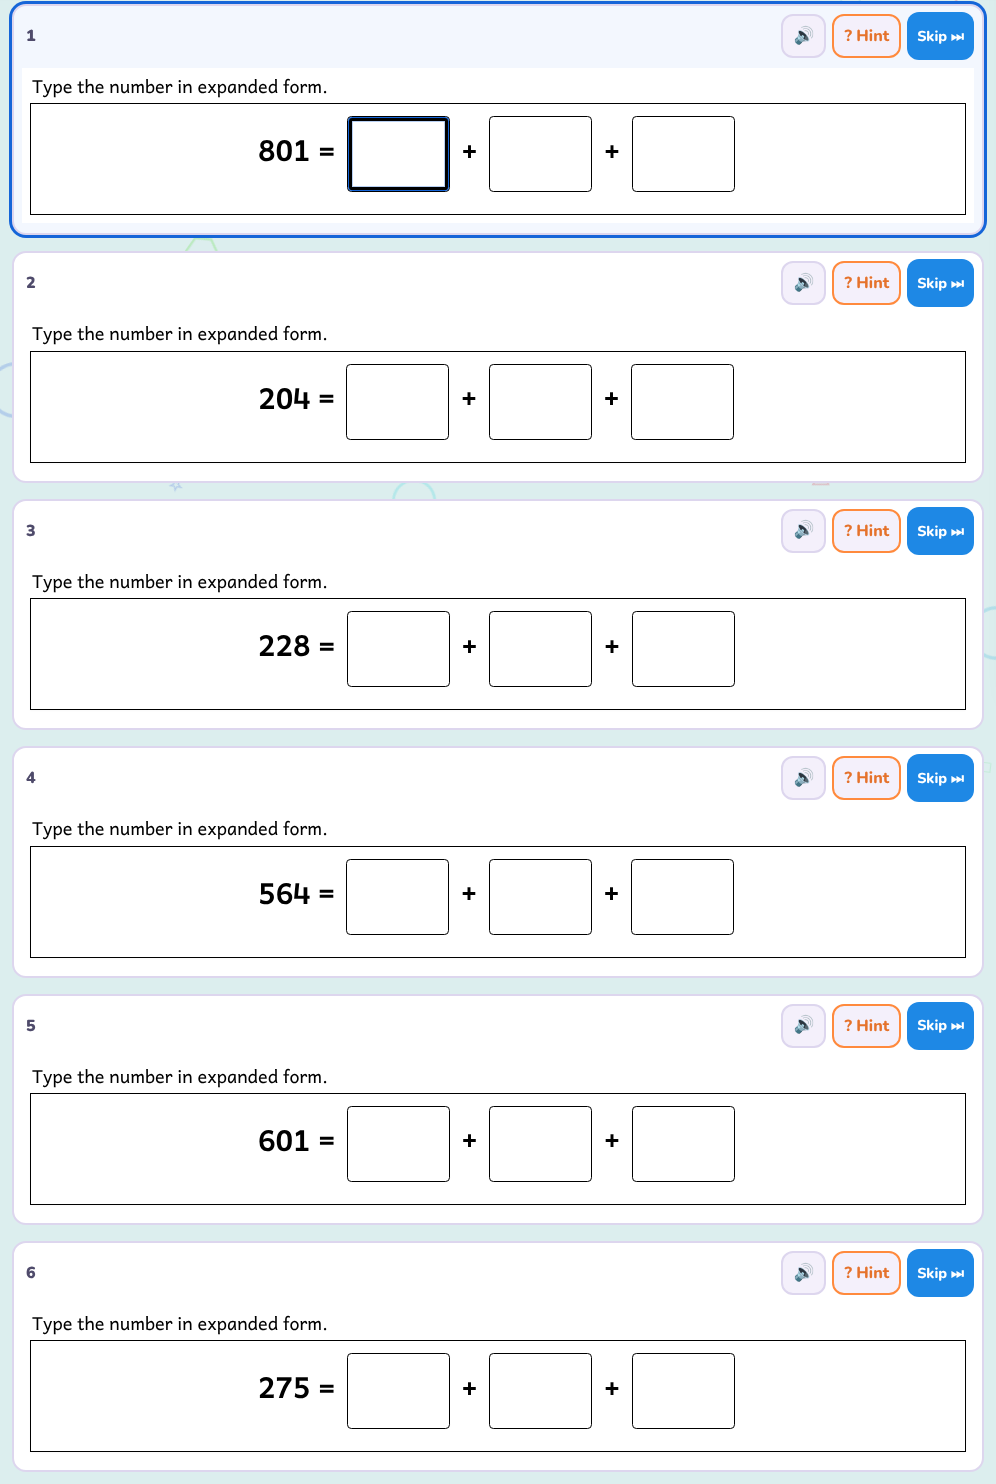 1 ? Hint Skip ⏭
Type the number in expanded form.
801 = + +
2 ? Hint Skip ⏭
Type the number in expanded form.
204 = + +
3 ? Hint Skip ⏭
Type the number in expanded form.
228 = + +
4 ? Hint Skip ⏭
Type the number in expanded form.
564 = + +
5 ? Hint Skip ⏭
Type the number in expanded form.
601 = + +
6 ? Hint Skip ⏭
Type the number in expanded form.
275 = + +